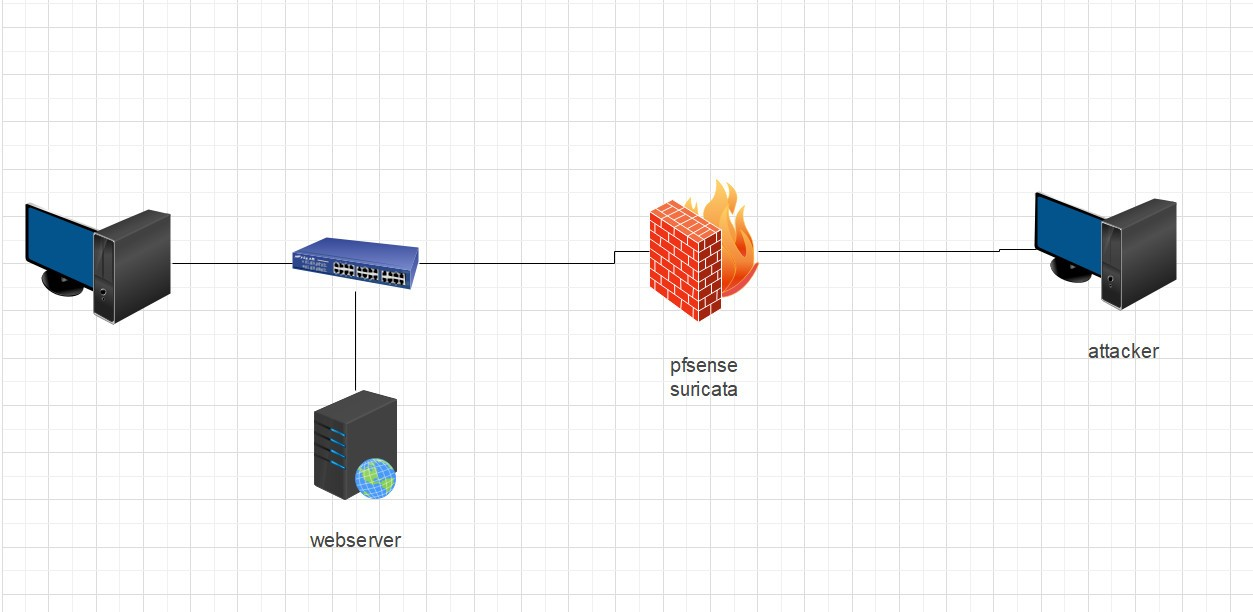 attacker
pfsense
suricata
webserver